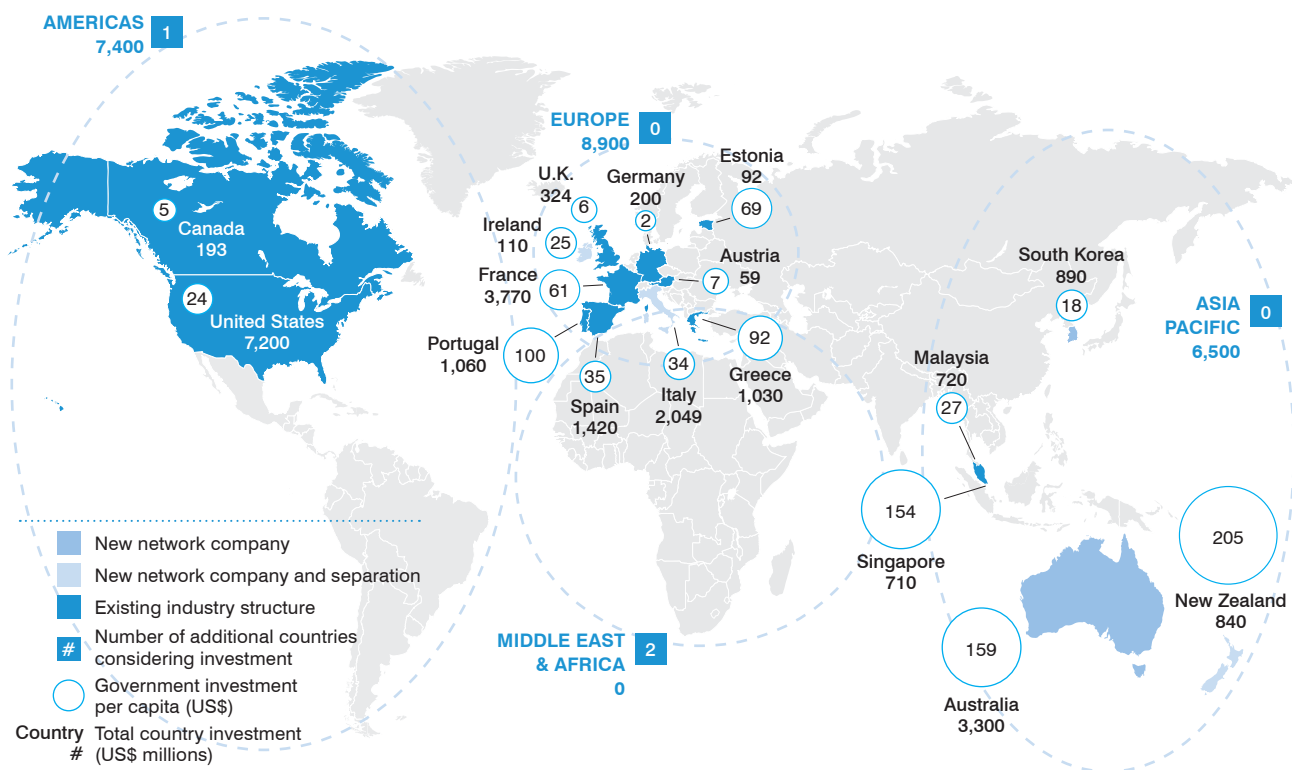 AMERICAS
7,400
1
5
Canada
193
24
United States
7,200
EUROPE
8,900
0
U.K.
324
6
Germany
200
2
Estonia
92
69
Ireland
110
25
France
3,770
61
Austria
59
7
Portugal
1,060
100
35
Spain
1,420
34
Italy
2,049
92
Greece
1,030
MIDDLE EAST
& AFRICA
0
2
South Korea
890
18
ASIA
PACIFIC
6,500
0
Malaysia
720
27
154
Singapore
710
205
New Zealand
840
159
Australia
3,300
New network company
New network company and separation
Existing industry structure
# Number of additional countries
considering investment
Government investment
per capita (US$)
Country Total country investment
# (US$ millions)